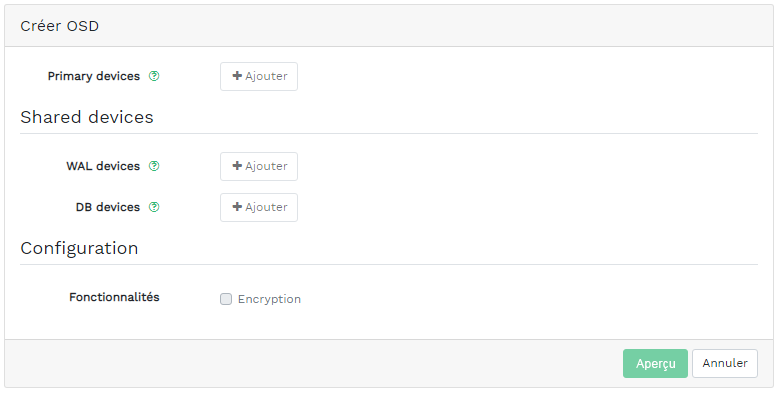 Créer OSD
Primary devices ? + Ajouter
Shared devices
WAL devices ? + Ajouter
DB devices ? + Ajouter
Configuration
Fonctionnalités Encryption
Aperçu Annuler